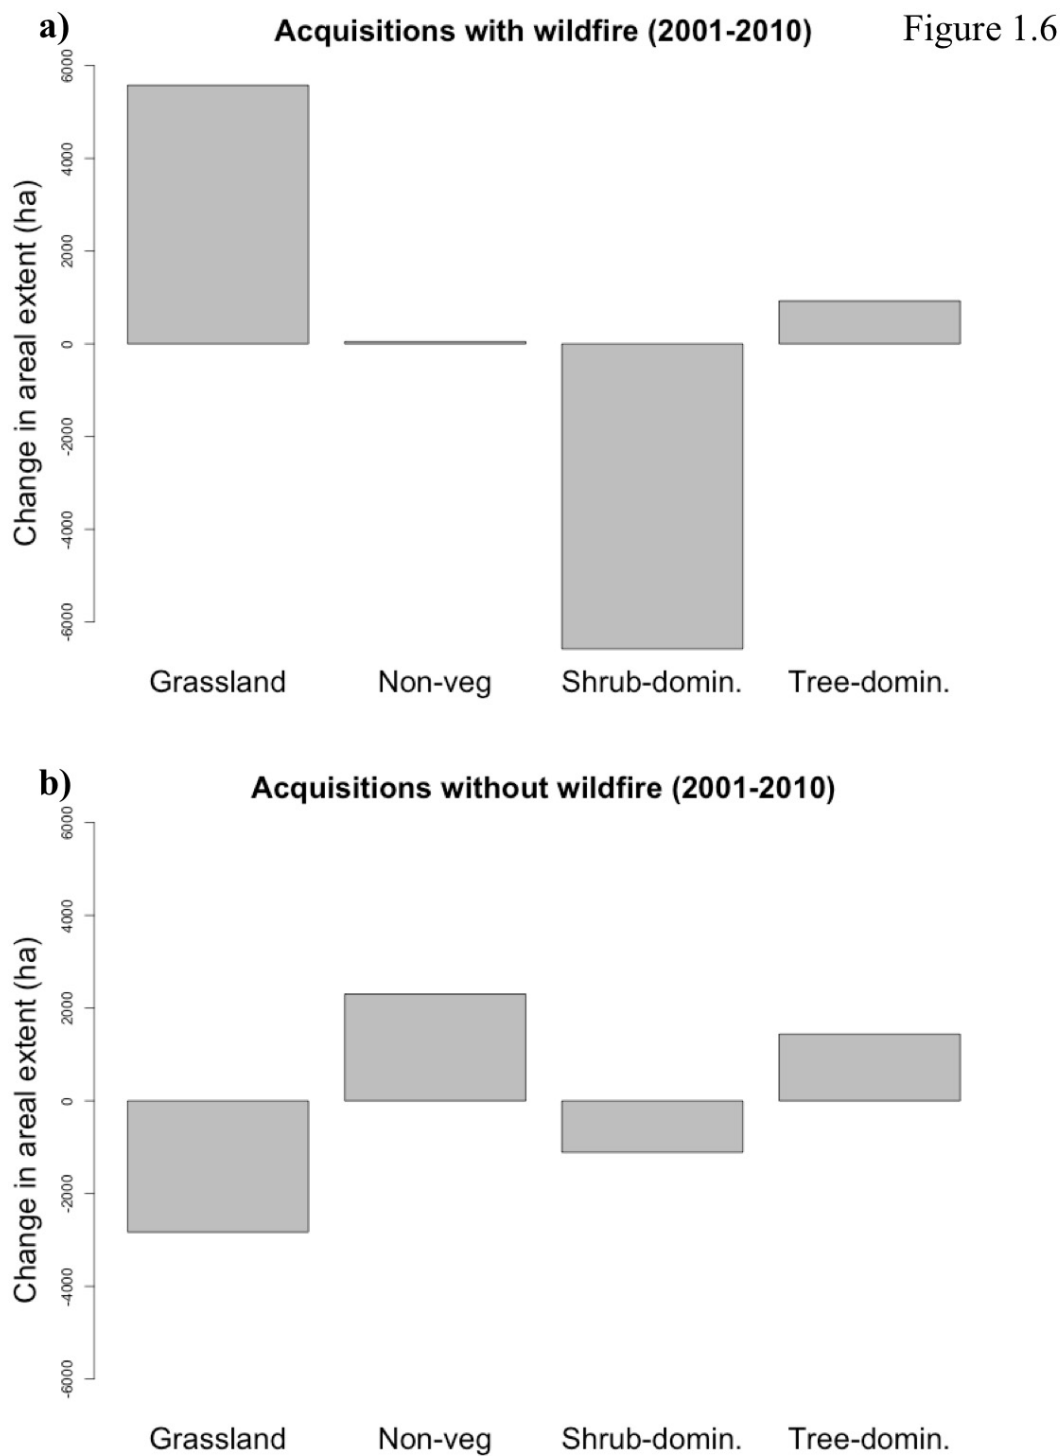 a)
Acquisitions with wildfire (2001-2010)
Figure 1.6
Change in areal extent (ha)
6000
4000
2000
0
-2000
-4000
-6000
Grassland
Non-veg
Shrub-domin.
Tree-domin.
b)
Acquisitions without wildfire (2001-2010)
Change in areal extent (ha)
6000
4000
2000
0
-2000
-4000
-6000
Grassland
Non-veg
Shrub-domin.
Tree-domin.